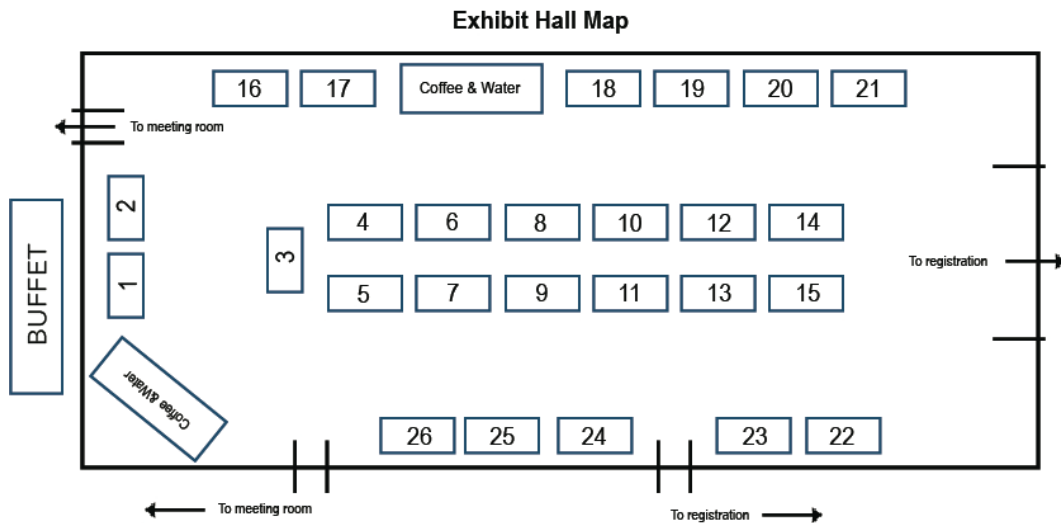 Exhibit Hall Map
16 17 Coffee & Water 18 19 20 21
To meeting room
2
1
BUFFET
Coffee &Water
3
4 6 8 10 12 14
5 7 9 11 13 15
To registration
26 25 24 23 22
To meeting room
To registration